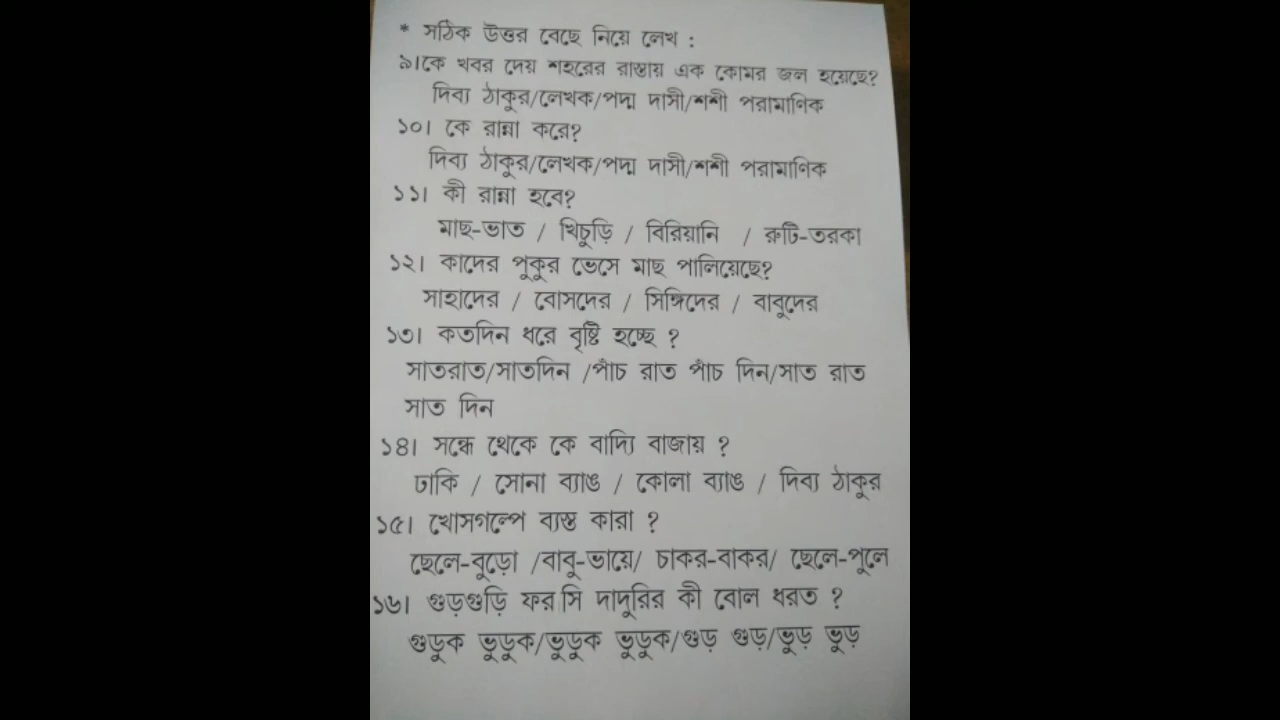 * সঠিক উত্তর বেছে নিয়ে লেখ :
৯।কে খবর দেয় শহরের রাস্তায় এক কোমর জল হয়েছে?
দিব্য ঠাকুর/লেখক/পদ্ম দাসী/শশী পরামাণিক
১০। কে রান্না করে?
দিব্য ঠাকুর/লেখক/পদ্ম দাসী/শশী পরামাণিক
১১। কী রান্না হবে?
মাছ-ভাত / খিচুড়ি / বিরিয়ানি / রুটি-তরকা
১২। কাদের পুকুর ভেসে মাছ পালিয়েছে?
সাহাদের / বোসদের / সিঙ্গিদের / বাবুদের
১৩। কতদিন ধরে বৃষ্টি হচ্ছে ?
সাতরাত/সাতদিন /পাঁচ রাত পাঁচ দিন/সাত রাত
সাত দিন
১৪। সন্ধে থেকে কে বাদ্যি বাজায় ?
ঢাকি / সোনা ব্যাঙ / কোলা ব্যাঙ / দিব্য ঠাকুর
১৫। খোসগল্পে ব্যস্ত কারা ?
ছেলে-বুড়ো /বাবু-ভায়ে/ চাকর-বাকর/ ছেলে-পুলে
১৬। গুড়গুড়ি ফরসি দাদুরির কী বোল ধরত ?
গুড়ুক ভুড়ুক/ভুড়ুক ভুড়ুক/গুড় গুড়/ভুড় ভুড়